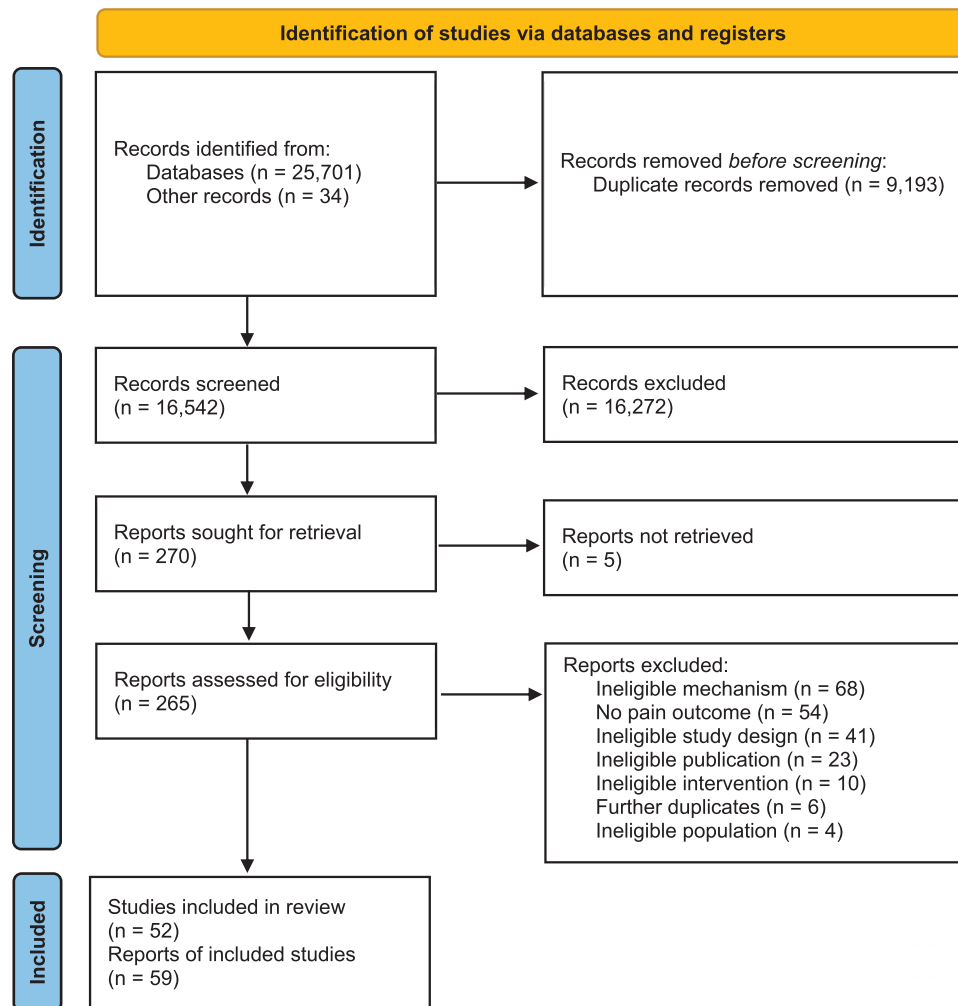 Identification of studies via databases and registers
Identification
Records identified from:
Databases (n = 25,701)
Other records (n = 34)
Records removed before screening:
Duplicate records removed (n = 9,193)
Screening
Records screened
(n = 16,542)
Records excluded
(n = 16,272)
Reports sought for retrieval
(n = 270)
Reports not retrieved
(n = 5)
Reports assessed for eligibility
(n = 265)
Reports excluded:
Ineligible mechanism (n = 68)
No pain outcome (n = 54)
Ineligible study design (n = 41)
Ineligible publication (n = 23)
Ineligible intervention (n = 10)
Further duplicates (n = 6)
Ineligible population (n = 4)
Included
Studies included in review
(n = 52)
Reports of included studies
(n = 59)